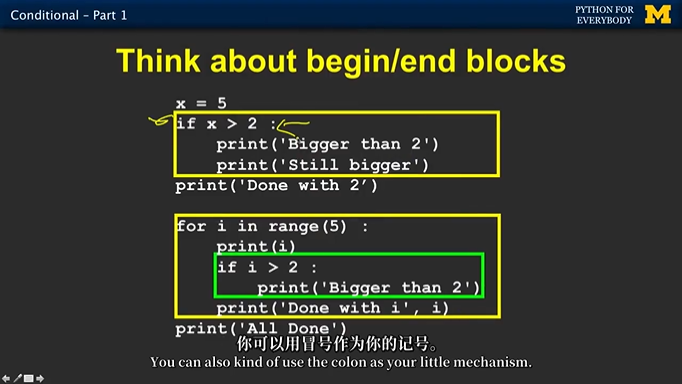 Conditional – Part 1
PYTHON FOR
EVERYBODY
M
Think about begin/end blocks
x = 5
if x > 2 :
print('Bigger than 2')
print('Still bigger')
print('Done with 2’)
for i in range(5) :
print(i)
if i > 2 :
print('Bigger than 2')
print('Done with i', i)
print('All Done')
你可以用冒号作为你的记号。
You can also kind of use the colon as your little mechanism.